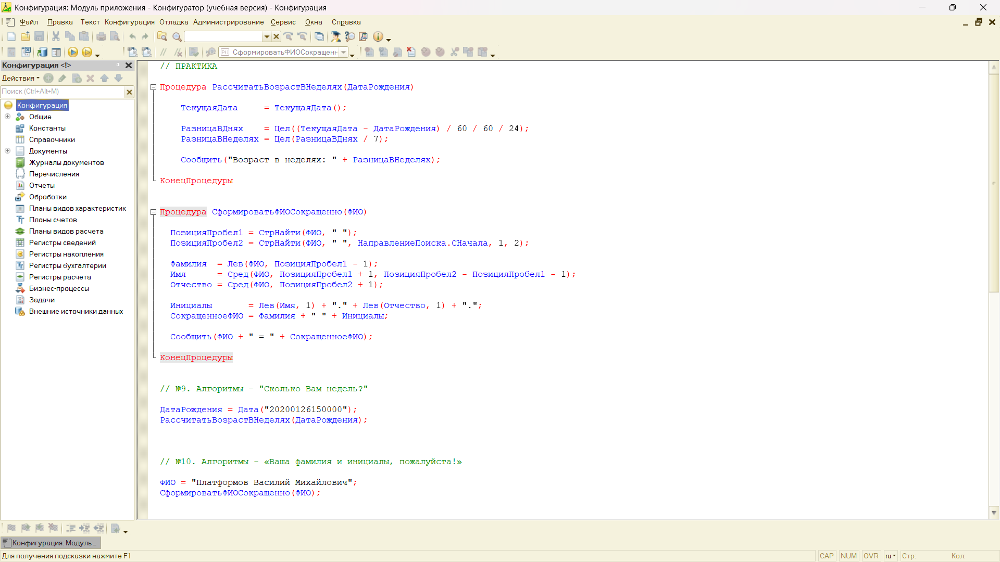 Конфигурация: Модуль приложения - Конфигуратор (учебная версия) - Конфигурация
Файл Правка Текст Конфигурация Отладка Администрирование Сервис Окна Справка
СформироватьФИОСокращенн
Конфигурация <!>
Действия
Поиск (Ctrl+Alt+M)
Конфигурация
Общие
Константы
Справочники
Документы
Журналы документов
Перечисления
Отчеты
Обработки
Планы видов характеристик
Планы счетов
Планы видов расчета
Регистры сведений
Регистры накопления
Регистры бухгалтерии
Регистры расчета
Бизнес-процессы
Задачи
Внешние источники данных
// ПРАКТИКА
Процедура РассчитатьВозрастВНеделях(ДатаРождения)
ТекущаяДата     = ТекущаяДата();
РазницаВДнях    = Цел((ТекущаяДата - ДатаРождения) / 60 / 60 / 24);
РазницаВНеделях = Цел(РазницаВДнях / 7);
Сообщить("Возраст в неделях: " + РазницаВНеделях);
КонецПроцедуры
Процедура СформироватьФИОСокращенно(ФИО)
ПозицияПробел1 = СтрНайти(ФИО, " ");
ПозицияПробел2 = СтрНайти(ФИО, " ", НаправлениеПоиска.СНачала, 1, 2);
Фамилия  = Лев(ФИО, ПозицияПробел1 - 1);
Имя      = Сред(ФИО, ПозицияПробел1 + 1, ПозицияПробел2 - ПозицияПробел1 - 1);
Отчество = Сред(ФИО, ПозицияПробел2 + 1);
Инициалы       = Лев(Имя, 1) + "." + Лев(Отчество, 1) + ".";
СокращенноеФИО = Фамилия + " " + Инициалы;
Сообщить(ФИО + " = " + СокращенноеФИО);
КонецПроцедуры
// №9. Алгоритмы - "Сколько Вам недель?"
ДатаРождения = Дата("20200126150000");
РассчитатьВозрастВНеделях(ДатаРождения);
// №10. Алгоритмы - «Ваша фамилия и инициалы, пожалуйста!»
ФИО = "Платформов Василий Михайлович";
СформироватьФИОСокращенно(ФИО);
Конфигурация: Модуль ...
Для получения подсказки нажмите F1
CAP NUM OVR ru Стр: Кол: